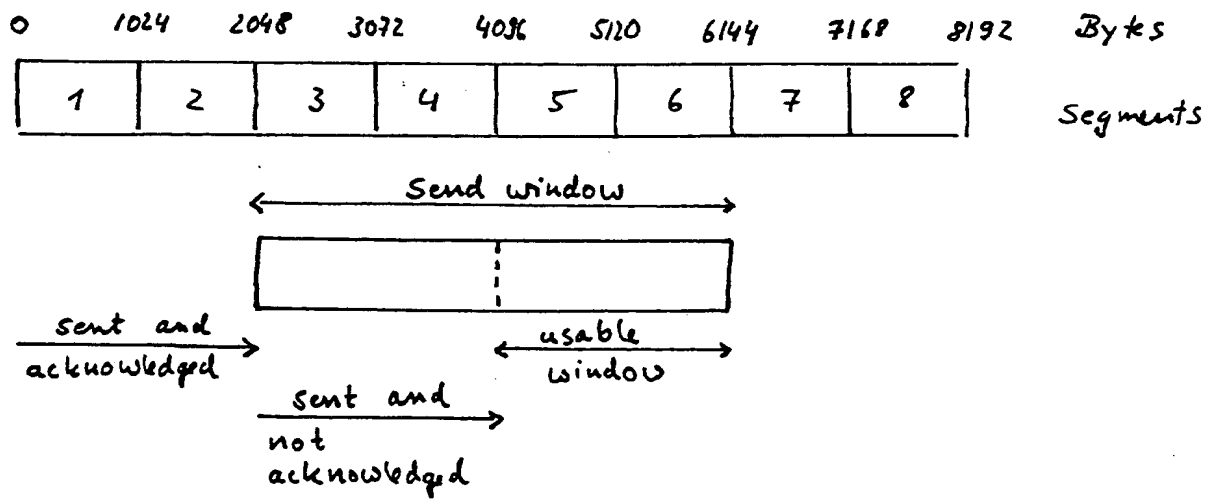 0 1024 2048 3072 4096 5120 6144 7168 8192 Bytes
1 2 3 4 5 6 7 8 Segments
Send window
sent and
acknowledged
usable
window
sent and
not
acknowledged